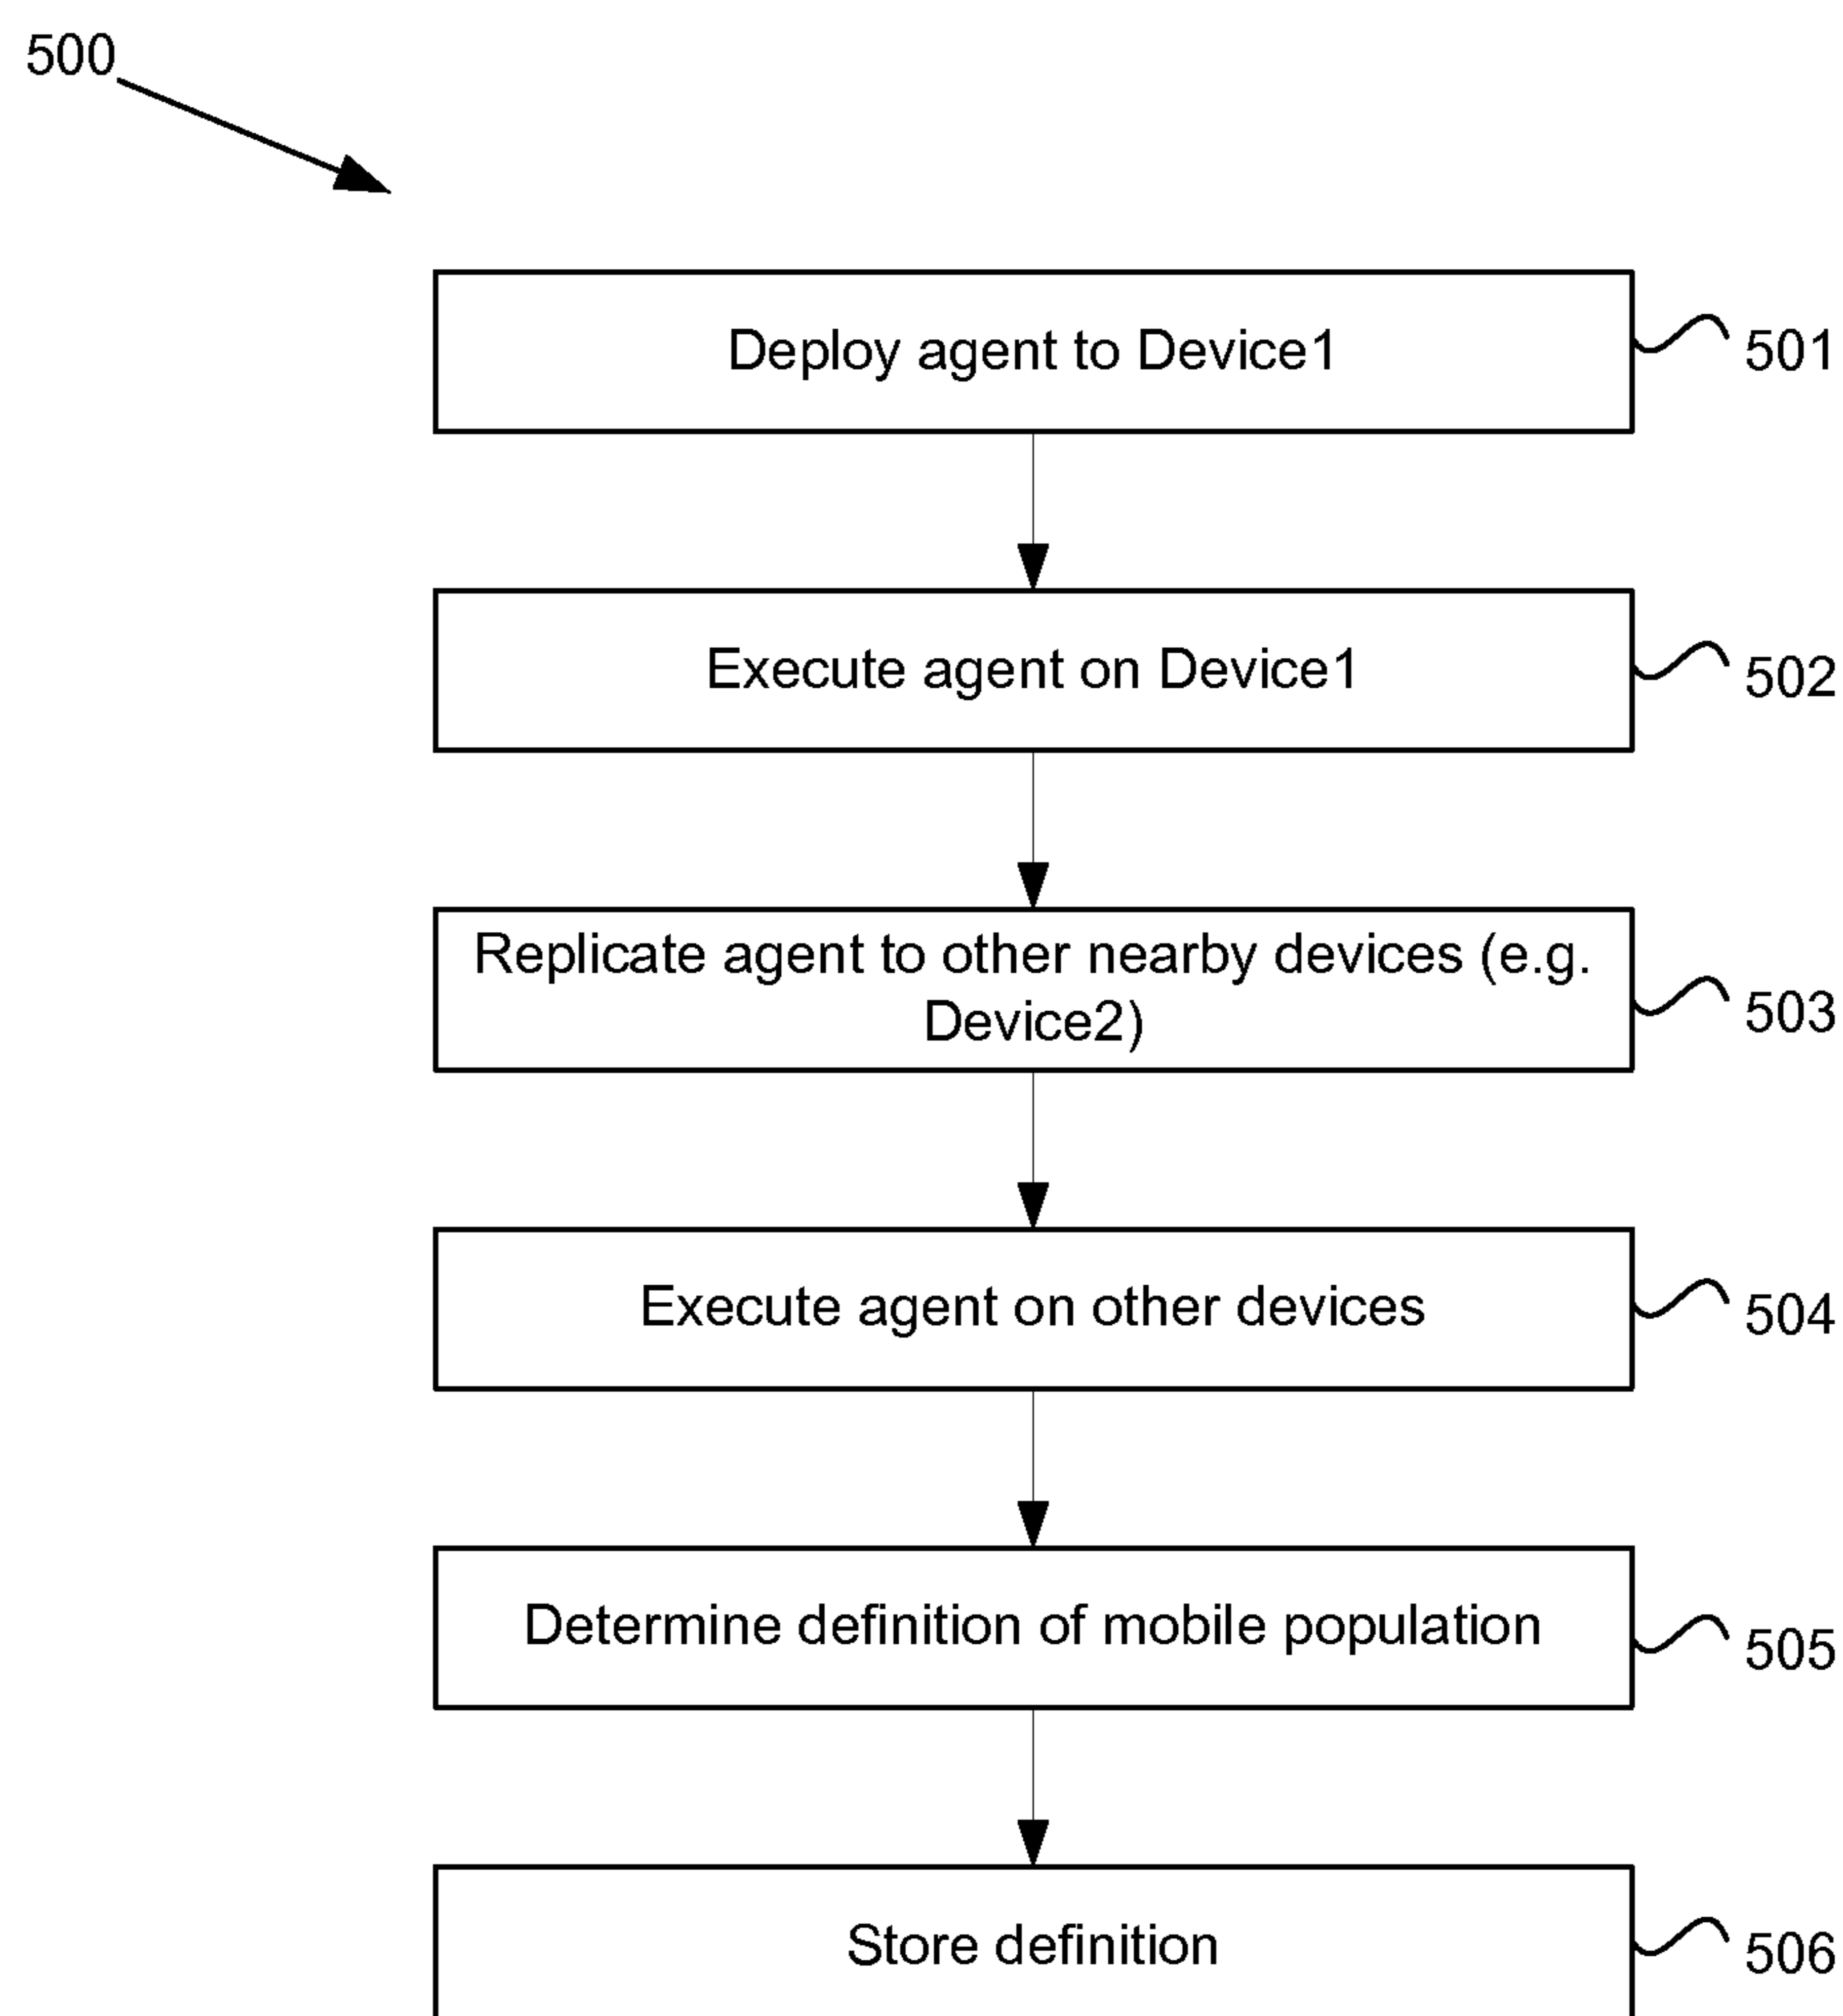 500
Deploy agent to Device1
501
Execute agent on Device1
502
Replicate agent to other nearby devices (e.g.
Device2)
503
Execute agent on other devices
504
Determine definition of mobile population
505
Store definition
506